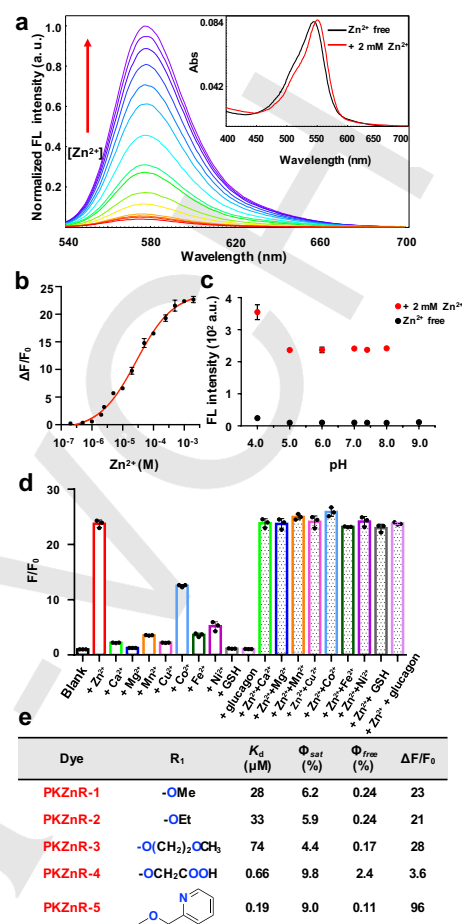 a
Normalized FL intensity (a. u.)
1.0
0.8
0.6
0.4
0.2
[Zn²⁺]
540 580 620 660 700
Wavelength (nm)
Abs
0.084
0.042
Zn²⁺ free
+ 2 mM Zn²⁺
400 450 500 550 600 700
Wavelength (nm)
b
ΔF/F₀
25
20
15
10
5
0
10⁻⁷ 10⁻⁶ 10⁻⁵ 10⁻⁴ 10⁻³
Zn²⁺ (M)
c
FL intensity (10² a.u.)
4
3
2
1
0
+ 2 mM Zn²⁺
Zn²⁺ free
4.0 5.0 6.0 7.0 8.0 9.0
pH
d
F/F₀
30
20
10
0
Blank
+ Zn²⁺
+ Ca²⁺
+ Mg²⁺
+ Mn²⁺
+ Cu²⁺
+ Co²⁺
+ Fe²⁺
+ Ni²⁺
+ GSH
+ glucagon
+ Zn²⁺+Ca²⁺
+ Zn²⁺+Mg²⁺
+ Zn²⁺+Mn²⁺
+ Zn²⁺+Cu²⁺
+ Zn²⁺+Co²⁺
+ Zn²⁺+Fe²⁺
+ Zn²⁺+Ni²⁺
+ Zn²⁺+ GSH
+ Zn²⁺ + glucagon
e
Dye R₁ Kd (μM) Φsat (%) Φfree (%) ΔF/F₀
PKZnR-1 -OMe 28 6.2 0.24 23
PKZnR-2 -OEt 33 5.9 0.24 21
PKZnR-3 -O(CH₂)₂OCH₃ 74 4.4 0.17 28
PKZnR-4 -OCH₂COOH 0.66 9.8 2.4 3.6
PKZnR-5 N O 0.19 9.0 0.11 96